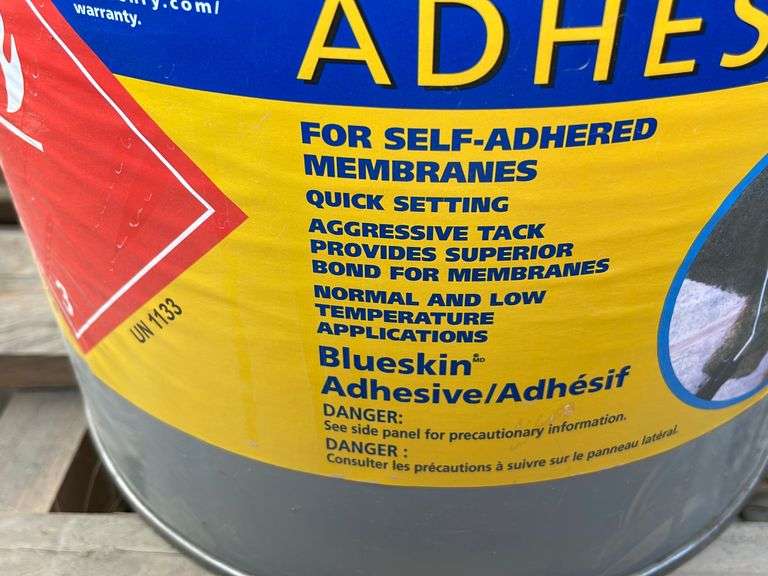 warranty.
ADHES
FOR SELF-ADHERED
MEMBRANES
QUICK SETTING
AGGRESSIVE TACK
PROVIDES SUPERIOR
BOND FOR MEMBRANES
NORMAL AND LOW
TEMPERATURE
APPLICATIONS
Blueskin MD
Adhesive/Adhésif
DANGER:
See side panel for precautionary information.
DANGER :
Consulter les précautions à suivre sur le panneau latéral.
3
UN 1133